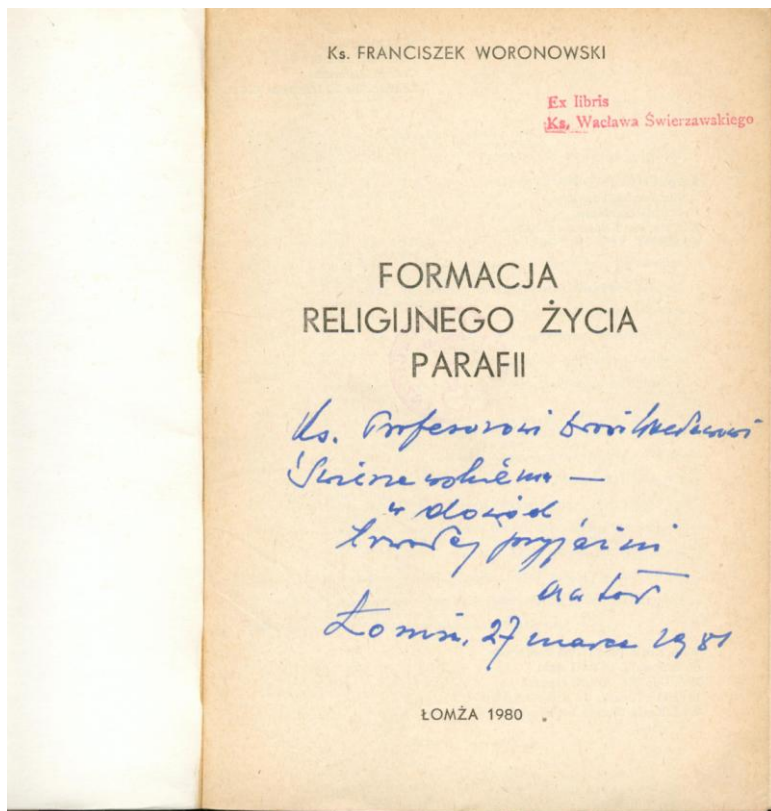 Ks. FRANCISZEK WORONOWSKI
Ex libris
Ks. Wacława Świerzawskiego
FORMACJA
RELIGIJNEGO ŻYCIA
PARAFII
Ks. Profesorowi Wacławowi
Świerzawskiemu —
w dowód
trwałej przyjaźni
autor
Łomża, 27 marca 1981
ŁOMŻA 1980